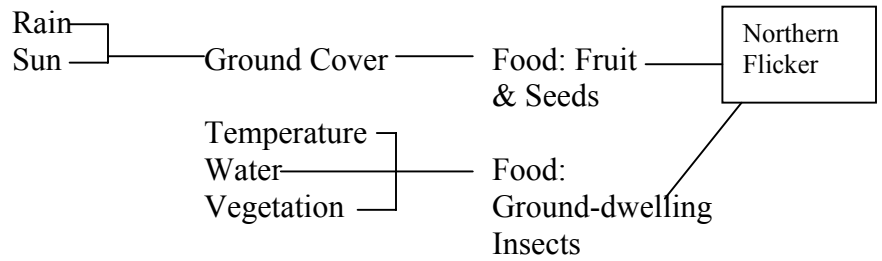 Rain
Sun
Ground Cover
Food: Fruit
& Seeds
Northern
Flicker
Temperature
Water
Vegetation
Food:
Ground-dwelling
Insects